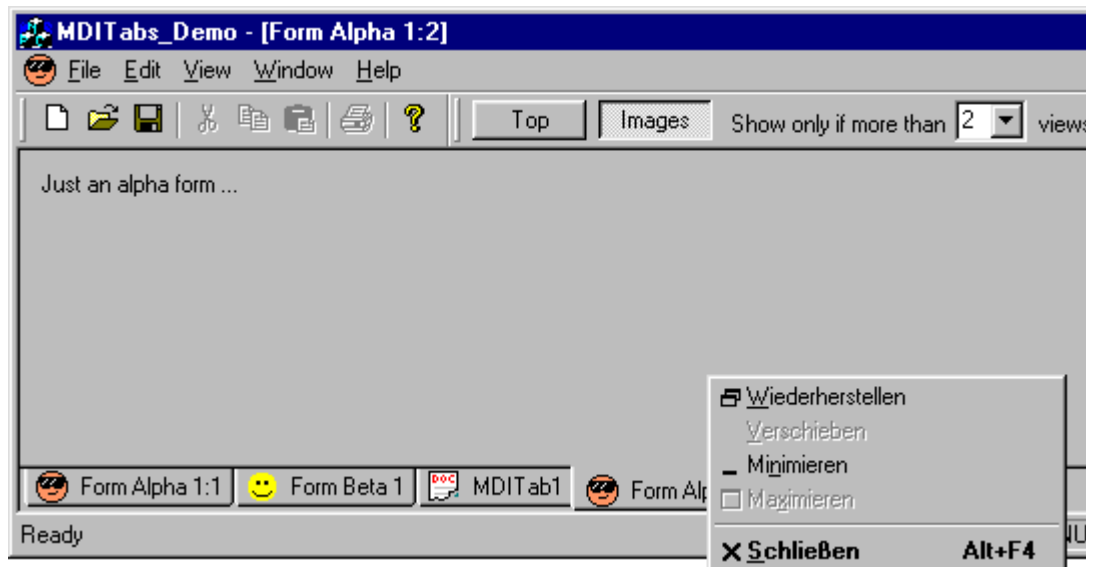 MDITabs_Demo - [Form Alpha 1:2]
File Edit View Window Help
Top Images Show only if more than 2 views
Just an alpha form ...
Wiederherstellen
Verschieben
Minimieren
Maximieren
Schließen Alt+F4
Form Alpha 1:1 Form Beta 1 DOC MDITab1 Form Alp
Ready